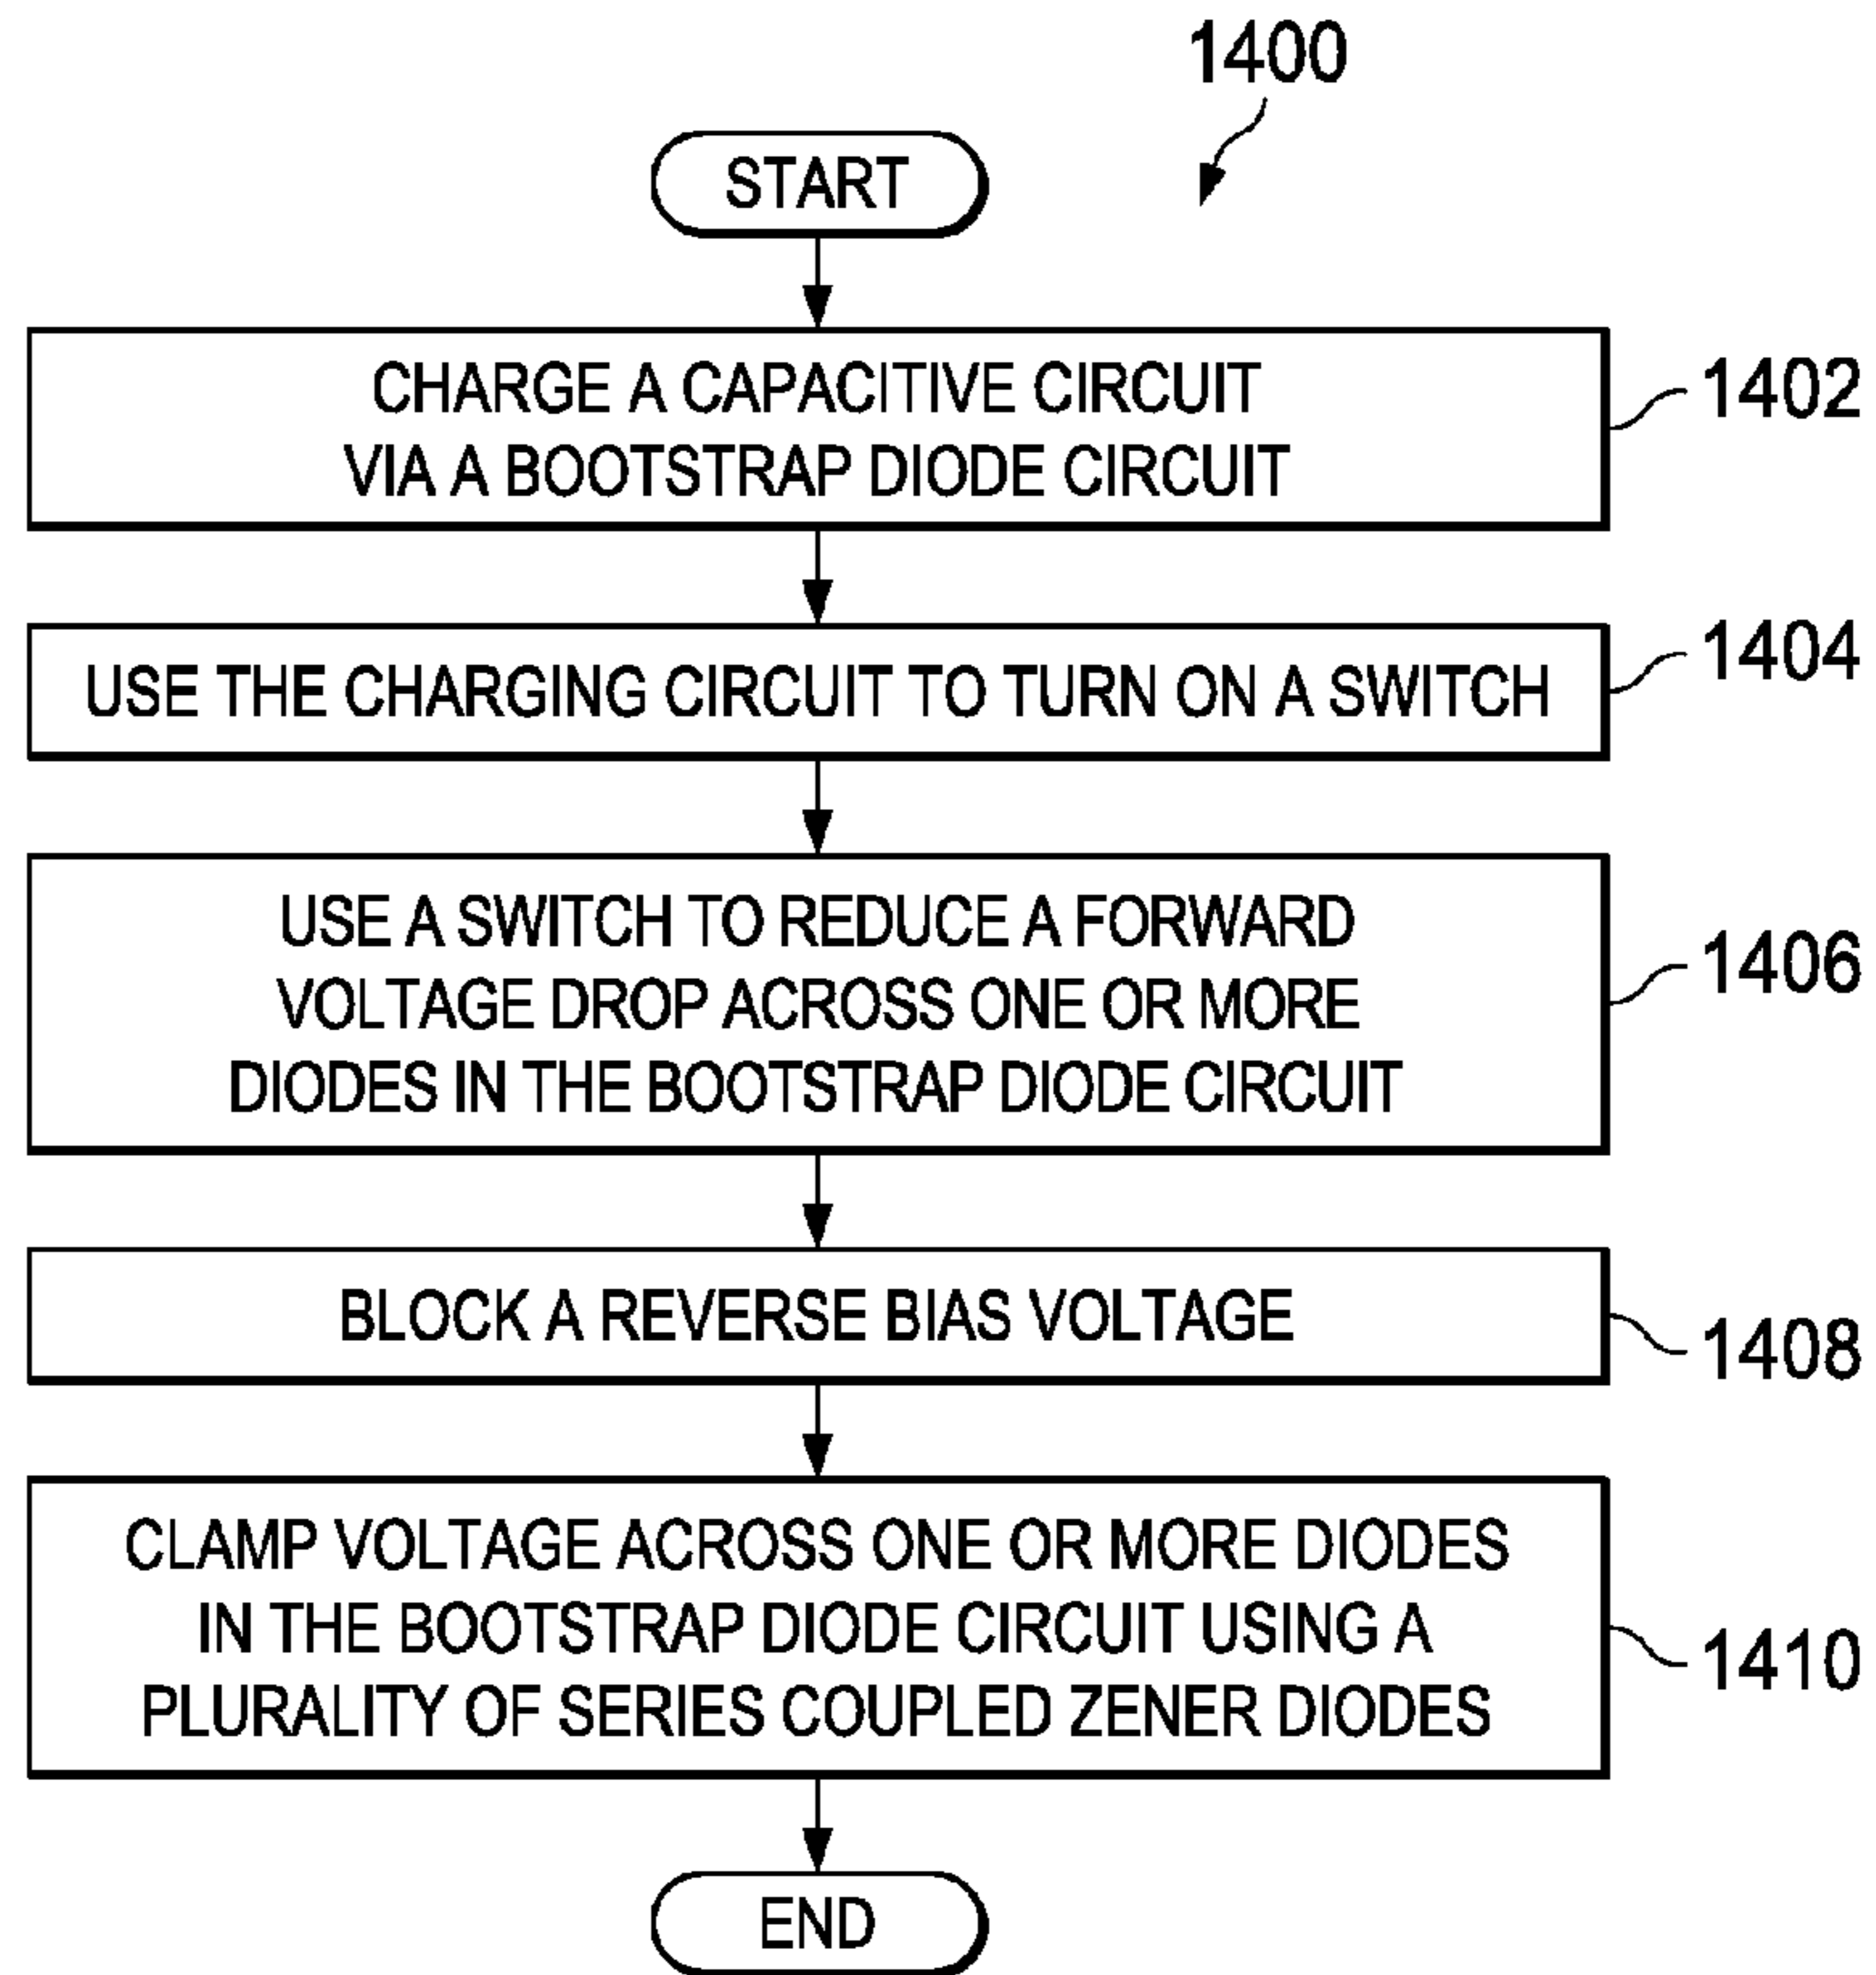 1400
START
CHARGE A CAPACITIVE CIRCUIT
VIA A BOOTSTRAP DIODE CIRCUIT
1402
USE THE CHARGING CIRCUIT TO TURN ON A SWITCH
1404
USE A SWITCH TO REDUCE A FORWARD
VOLTAGE DROP ACROSS ONE OR MORE
DIODES IN THE BOOTSTRAP DIODE CIRCUIT
1406
BLOCK A REVERSE BIAS VOLTAGE
1408
CLAMP VOLTAGE ACROSS ONE OR MORE DIODES
IN THE BOOTSTRAP DIODE CIRCUIT USING A
PLURALITY OF SERIES COUPLED ZENER DIODES
1410
END